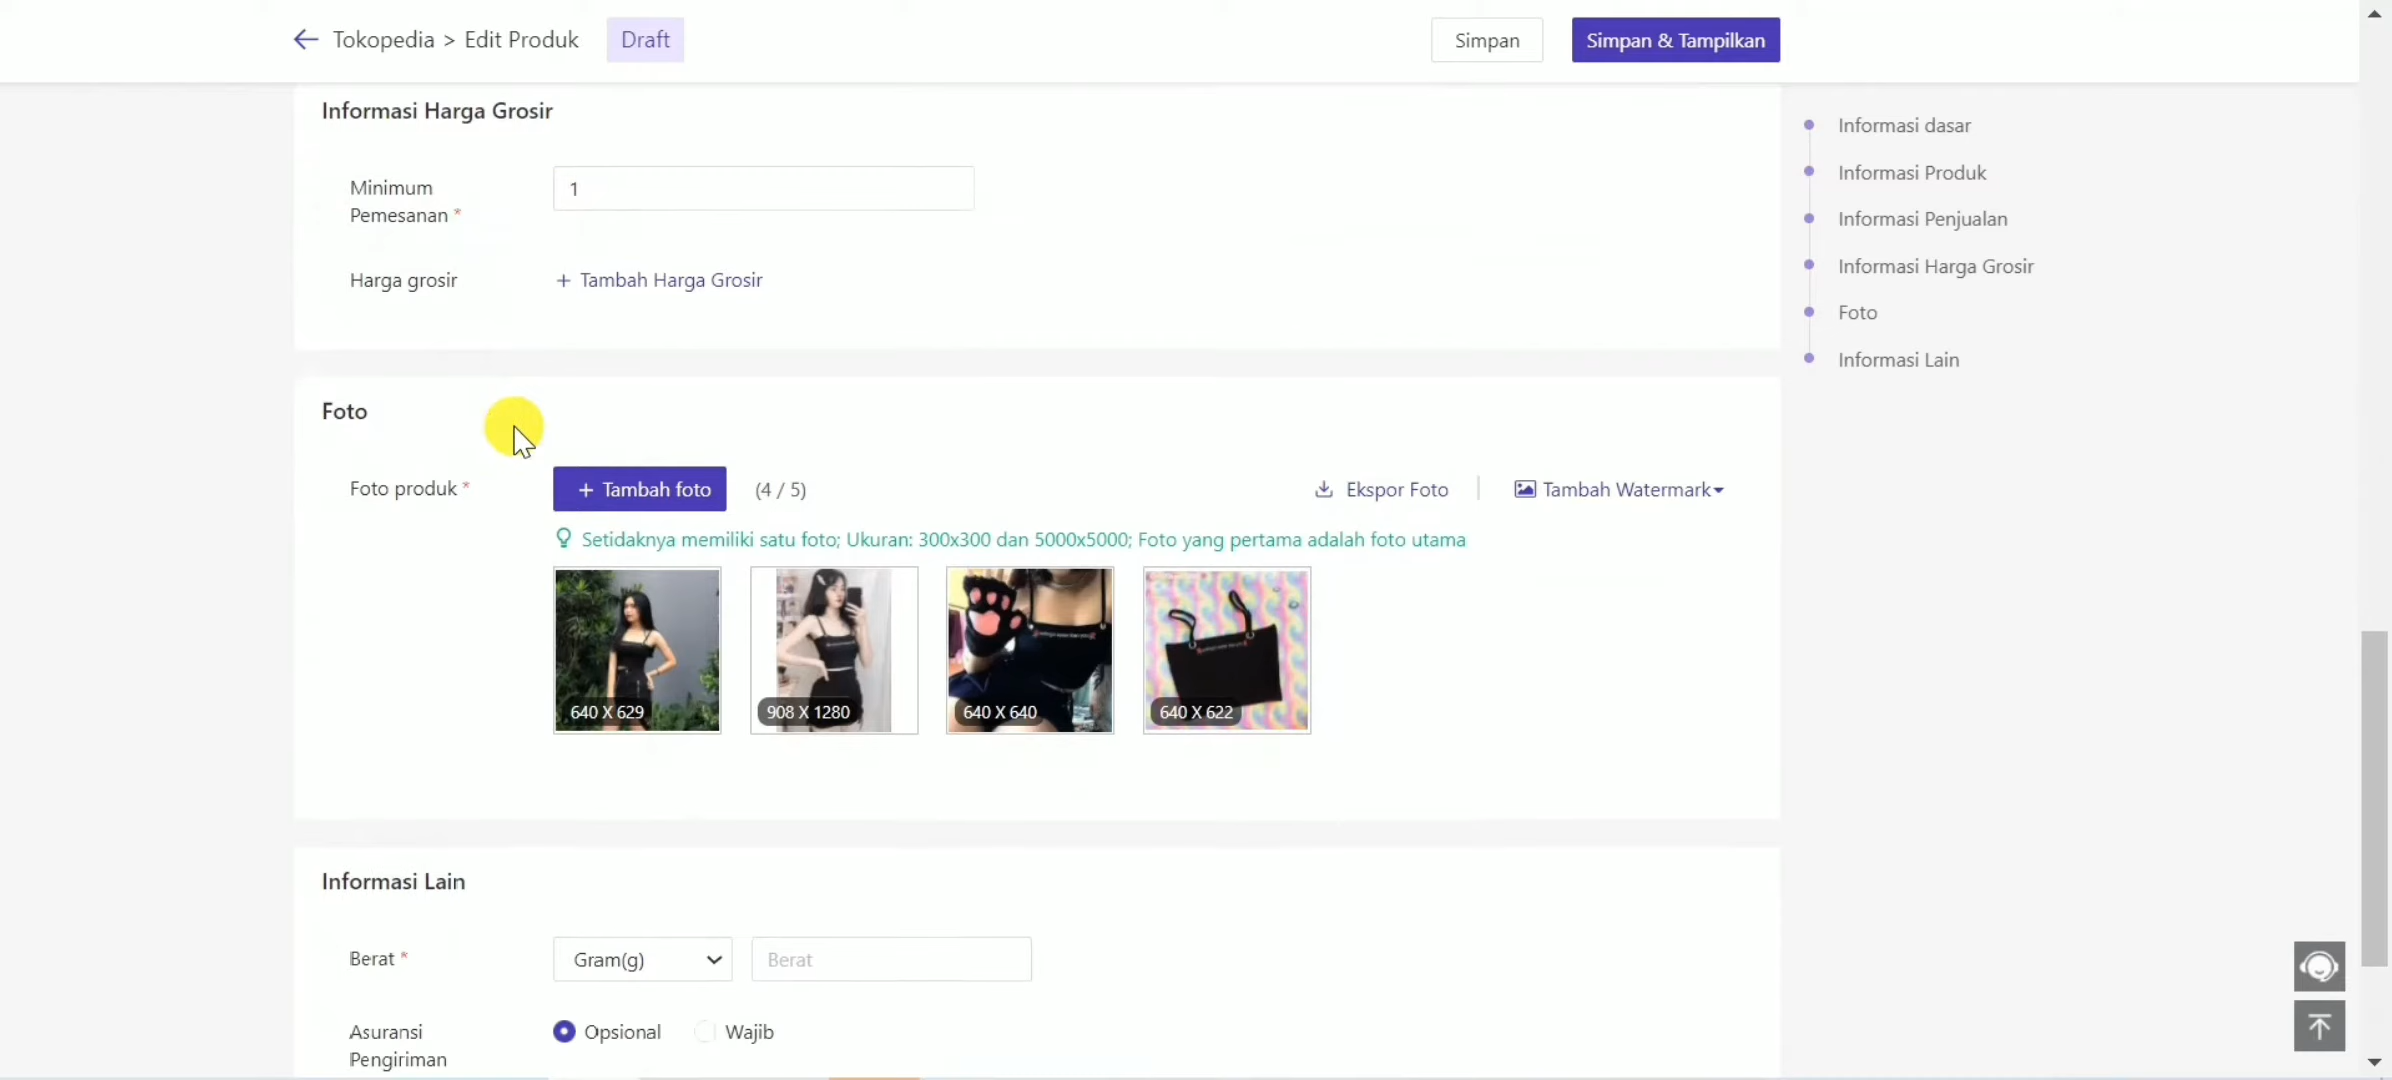 Tokopedia > Edit Produk
Draft
Simpan
Simpan & Tampilkan
Informasi Harga Grosir
Minimum
Pemesanan *
1
Harga grosir
+ Tambah Harga Grosir
Informasi dasar
Informasi Produk
Informasi Penjualan
Informasi Harga Grosir
Foto
Informasi Lain
Foto
Foto produk *
+ Tambah foto
(4 / 5)
Ekspor Foto
Tambah Watermark
Setidaknya memiliki satu foto; Ukuran: 300x300 dan 5000x5000; Foto yang pertama adalah foto utama
640 X 629
908 X 1280
640 X 640
640 X 622
Informasi Lain
Berat *
Gram(g)
Berat
Asuransi
Pengiriman
Opsional
Wajib